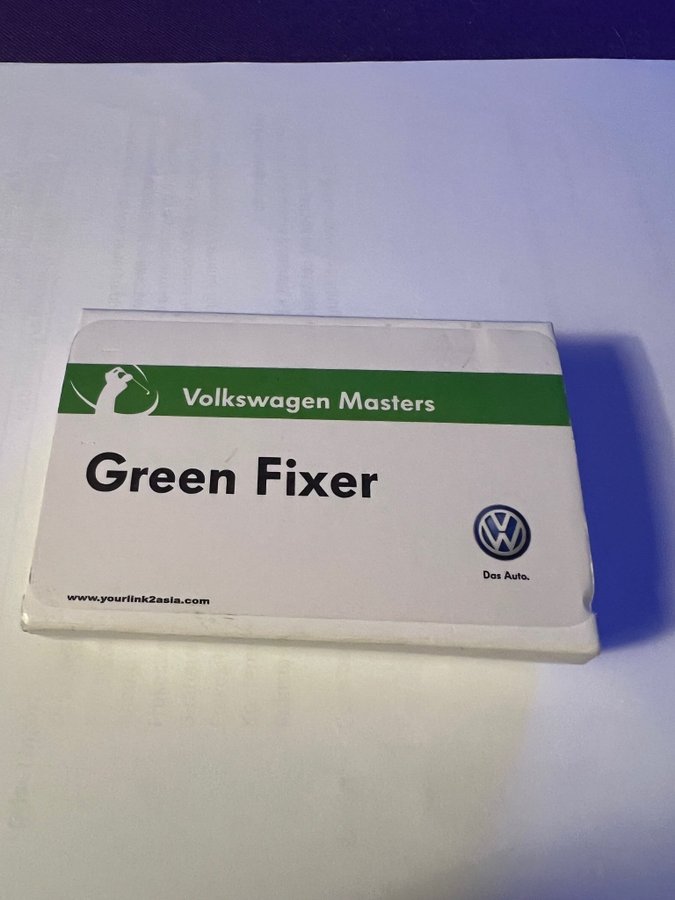 Volkswagen Masters
Green Fixer
Das Auto.
www.yourlink2asia.com